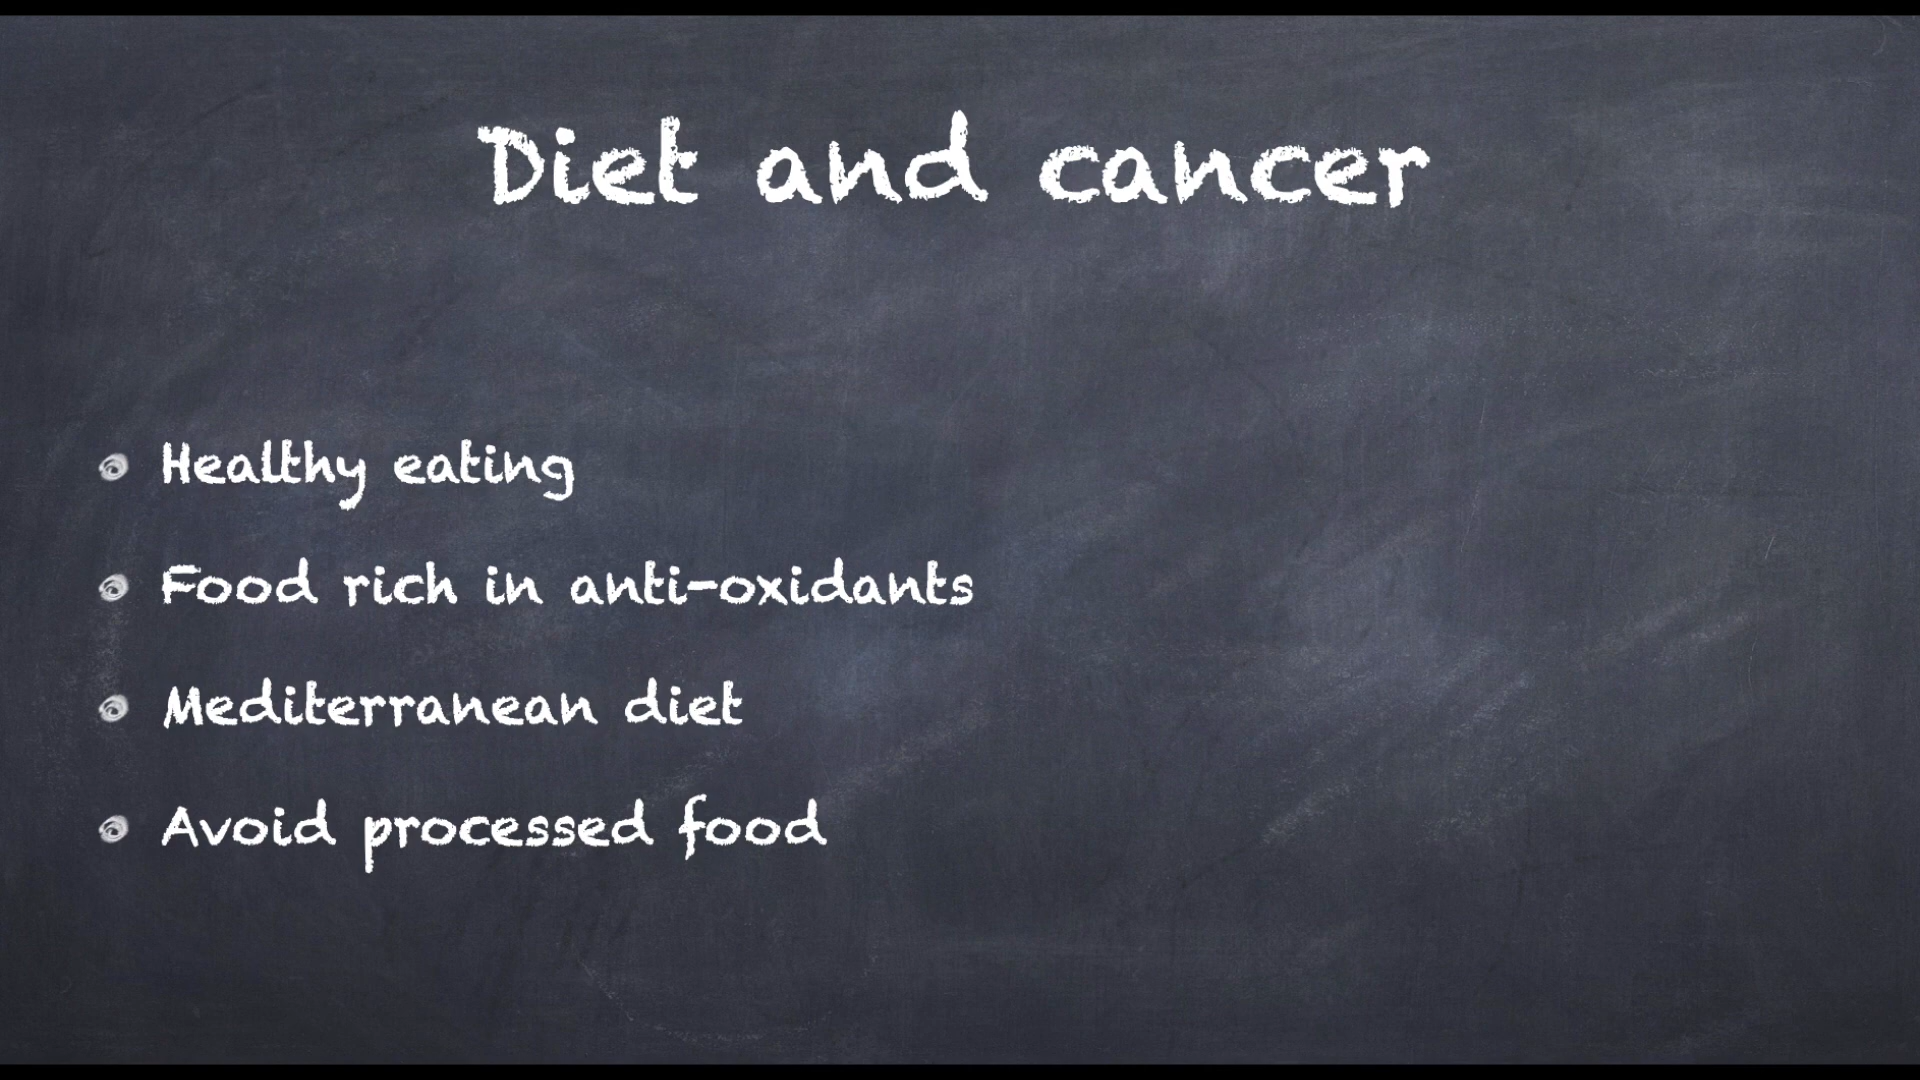 Diet and cancer
Healthy eating
Food rich in anti-oxidants
Mediterranean diet
Avoid processed food